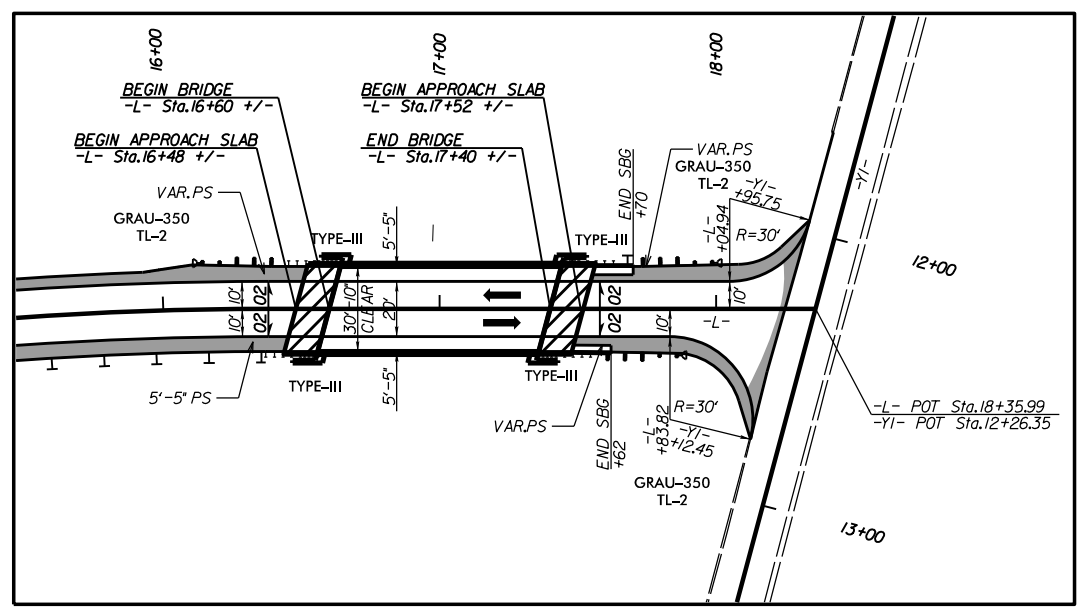 16+00
17+00
18+00
BEGIN BRIDGE
-L- Sta.16+60 +/-
BEGIN APPROACH SLAB
-L- Sta.17+52 +/-
BEGIN APPROACH SLAB
-L- Sta.16+48 +/-
END BRIDGE
-L- Sta.17+40 +/-
VAR.PS
GRAU-350
TL-2
VAR.PS
GRAU-350
TL-2
END SBG
+70
-Y1-
+95.75
-Y1-
-L-
+04.94
R=30'
TYPE-III
5'-5"
TYPE-III
12+00
10'
02
10'
02
30'-10"
CLEAR
20'
02
02
10'
10'
-L-
TYPE-III
5'-5"
TYPE-III
5'-5" PS
VAR.PS
END SBG
+62
-L-
+83.82
R=30'
-Y1-
+12.45
GRAU-350
TL-2
-L- POT Sta.18+35.99
-Y1- POT Sta.12+26.35
13+00